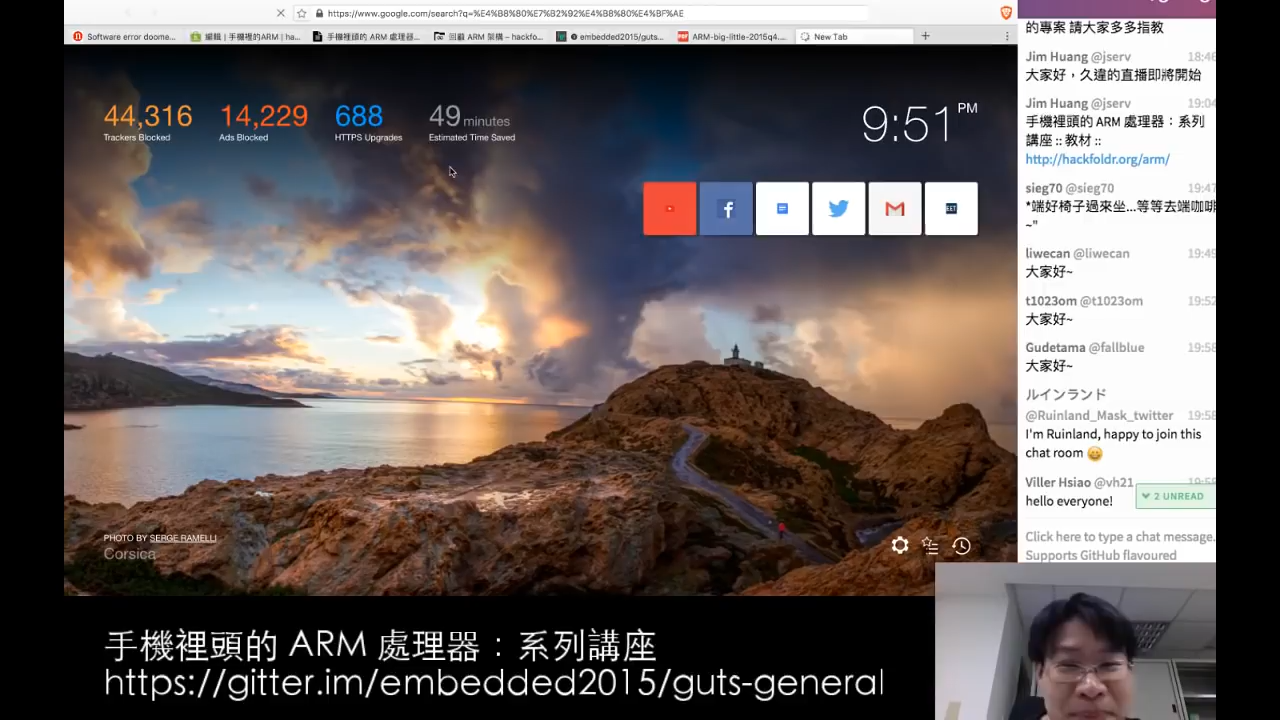 https://www.google.com/search?q=%E4%B8%80%E7%B2%92%E4%B8%80%E4%BF%AE
Software error doome...
編輯 | 手機裡的ARM | ha...
手機裡頭的 ARM 處理器...
回顧 ARM 架構 – hackfo...
embedded2015/guts...
ARM-big-little-2015q4....
New Tab
44,316
Trackers Blocked
14,229
Ads Blocked
688
HTTPS Upgrades
49 minutes
Estimated Time Saved
9:51 PM
PHOTO BY SERGE RAMELLI
Corsica
的專案 請大家多多指教
Jim Huang @jserv 18:46
大家好，久違的直播即將開始
Jim Huang @jserv 19:04
手機裡頭的 ARM 處理器：系列
講座 :: 教材 ::
http://hackfoldr.org/arm/
sieg70 @sieg70 19:47
*端好椅子過來坐...等等去端咖啡
~"
liwecan @liwecan 19:49
大家好~
t1023om @t1023om 19:52
大家好~
Gudetama @fallblue 19:58
大家好~
ルインランド
@Ruinland_Mask_twitter 19:58
I'm Ruinland, happy to join this
chat room
Viller Hsiao @vh21
hello everyone!
2 UNREAD
Click here to type a chat message.
Supports GitHub flavoured
手機裡頭的 ARM 處理器：系列講座
https://gitter.im/embedded2015/guts-general